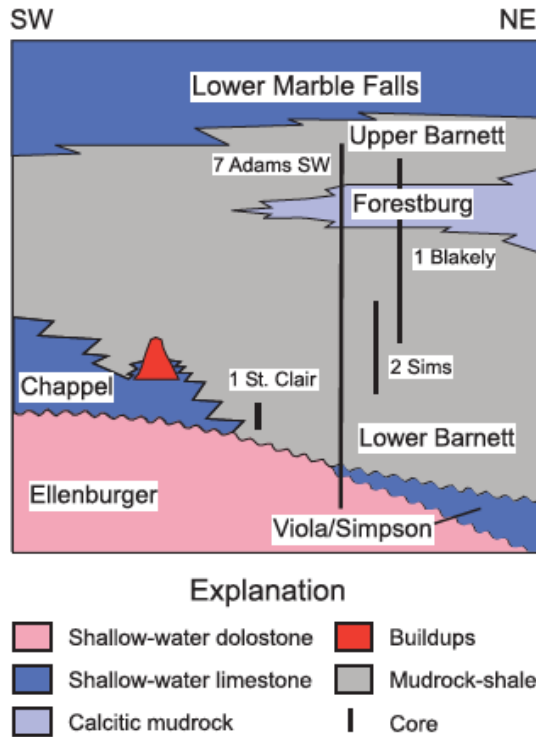 SW
NE
Lower Marble Falls
Upper Barnett
7 Adams SW
Forestburg
1 Blakely
Chappel
1 St. Clair
2 Sims
Lower Barnett
Ellenburger
Viola/Simpson
Explanation
Shallow-water dolostone
Buildups
Shallow-water limestone
Mudrock-shale
Calcitic mudrock
Core